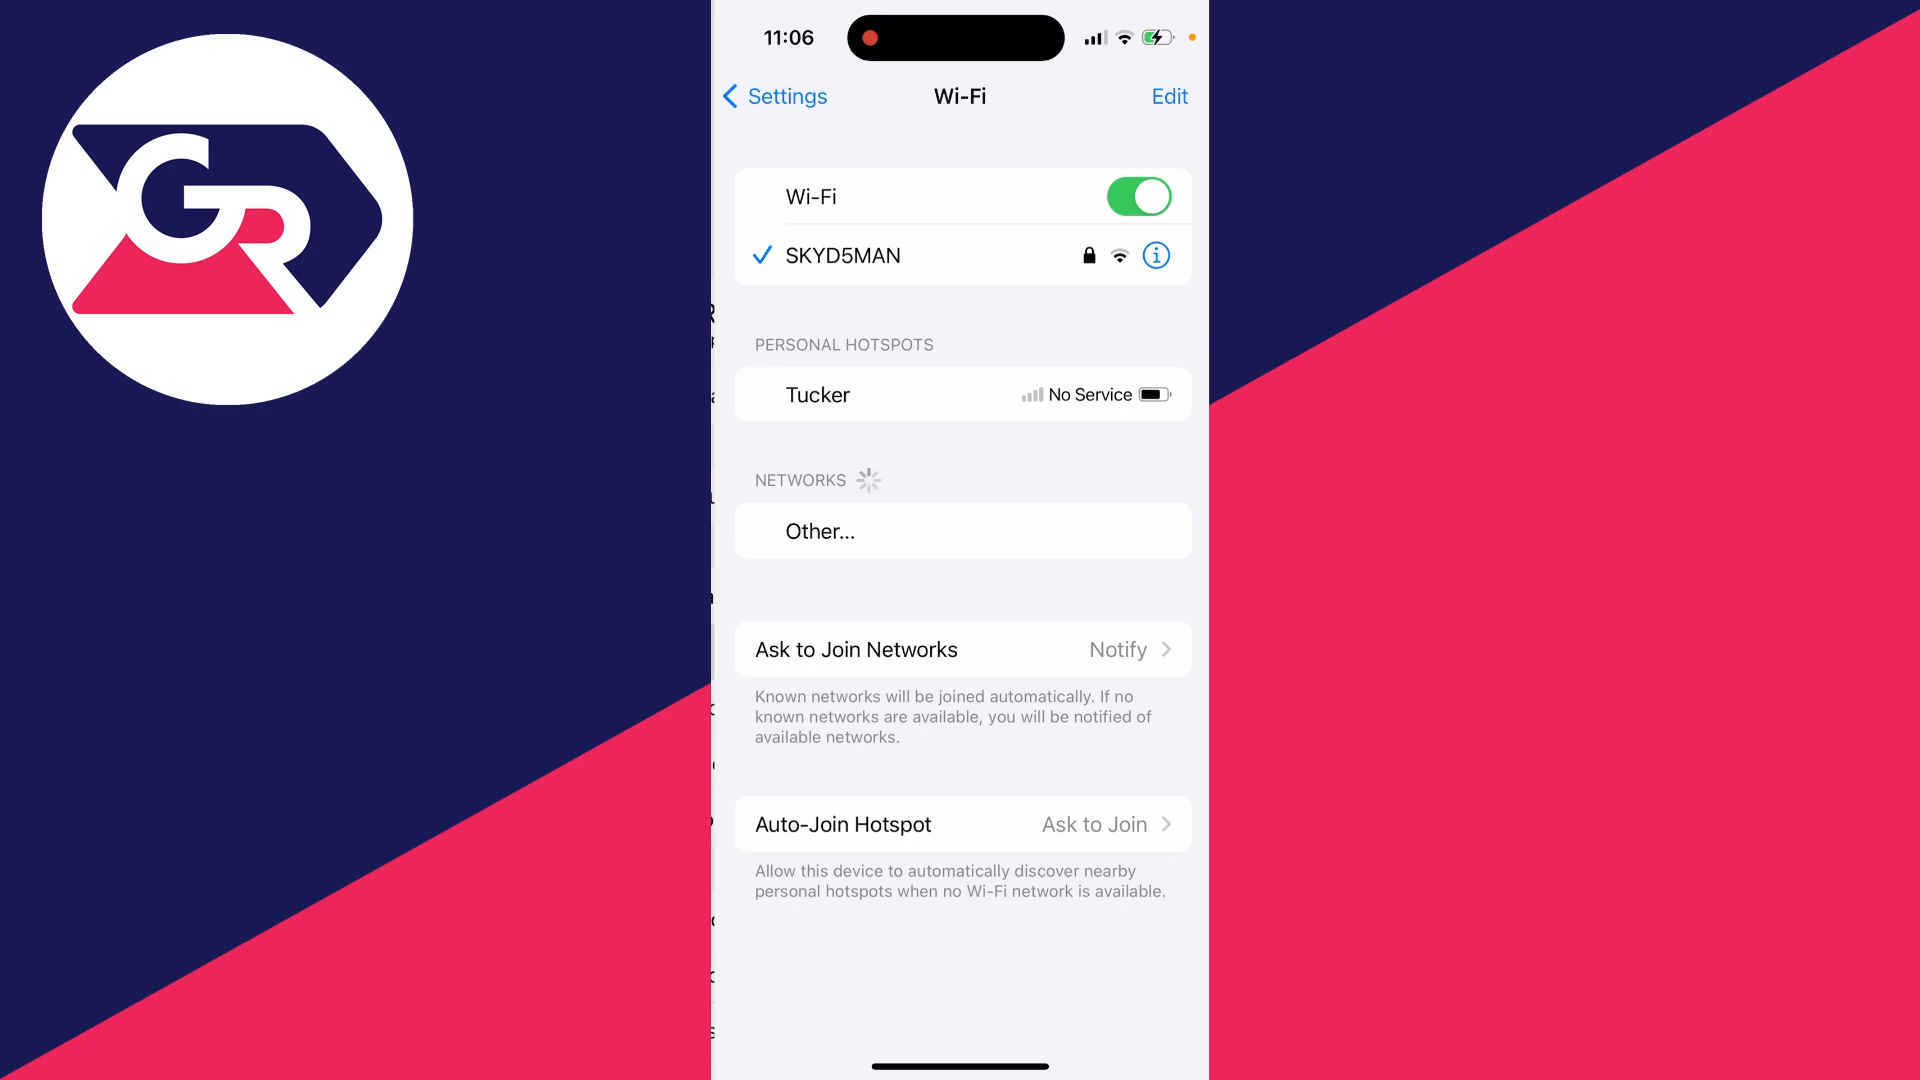 GR
11:06
Settings
Wi-Fi
Edit
Wi-Fi
SKYD5MAN
PERSONAL HOTSPOTS
Tucker
No Service
NETWORKS
Other...
Ask to Join Networks
Notify
Known networks will be joined automatically. If no
known networks are available, you will be notified of
available networks.
Auto-Join Hotspot
Ask to Join
Allow this device to automatically discover nearby
personal hotspots when no Wi-Fi network is available.